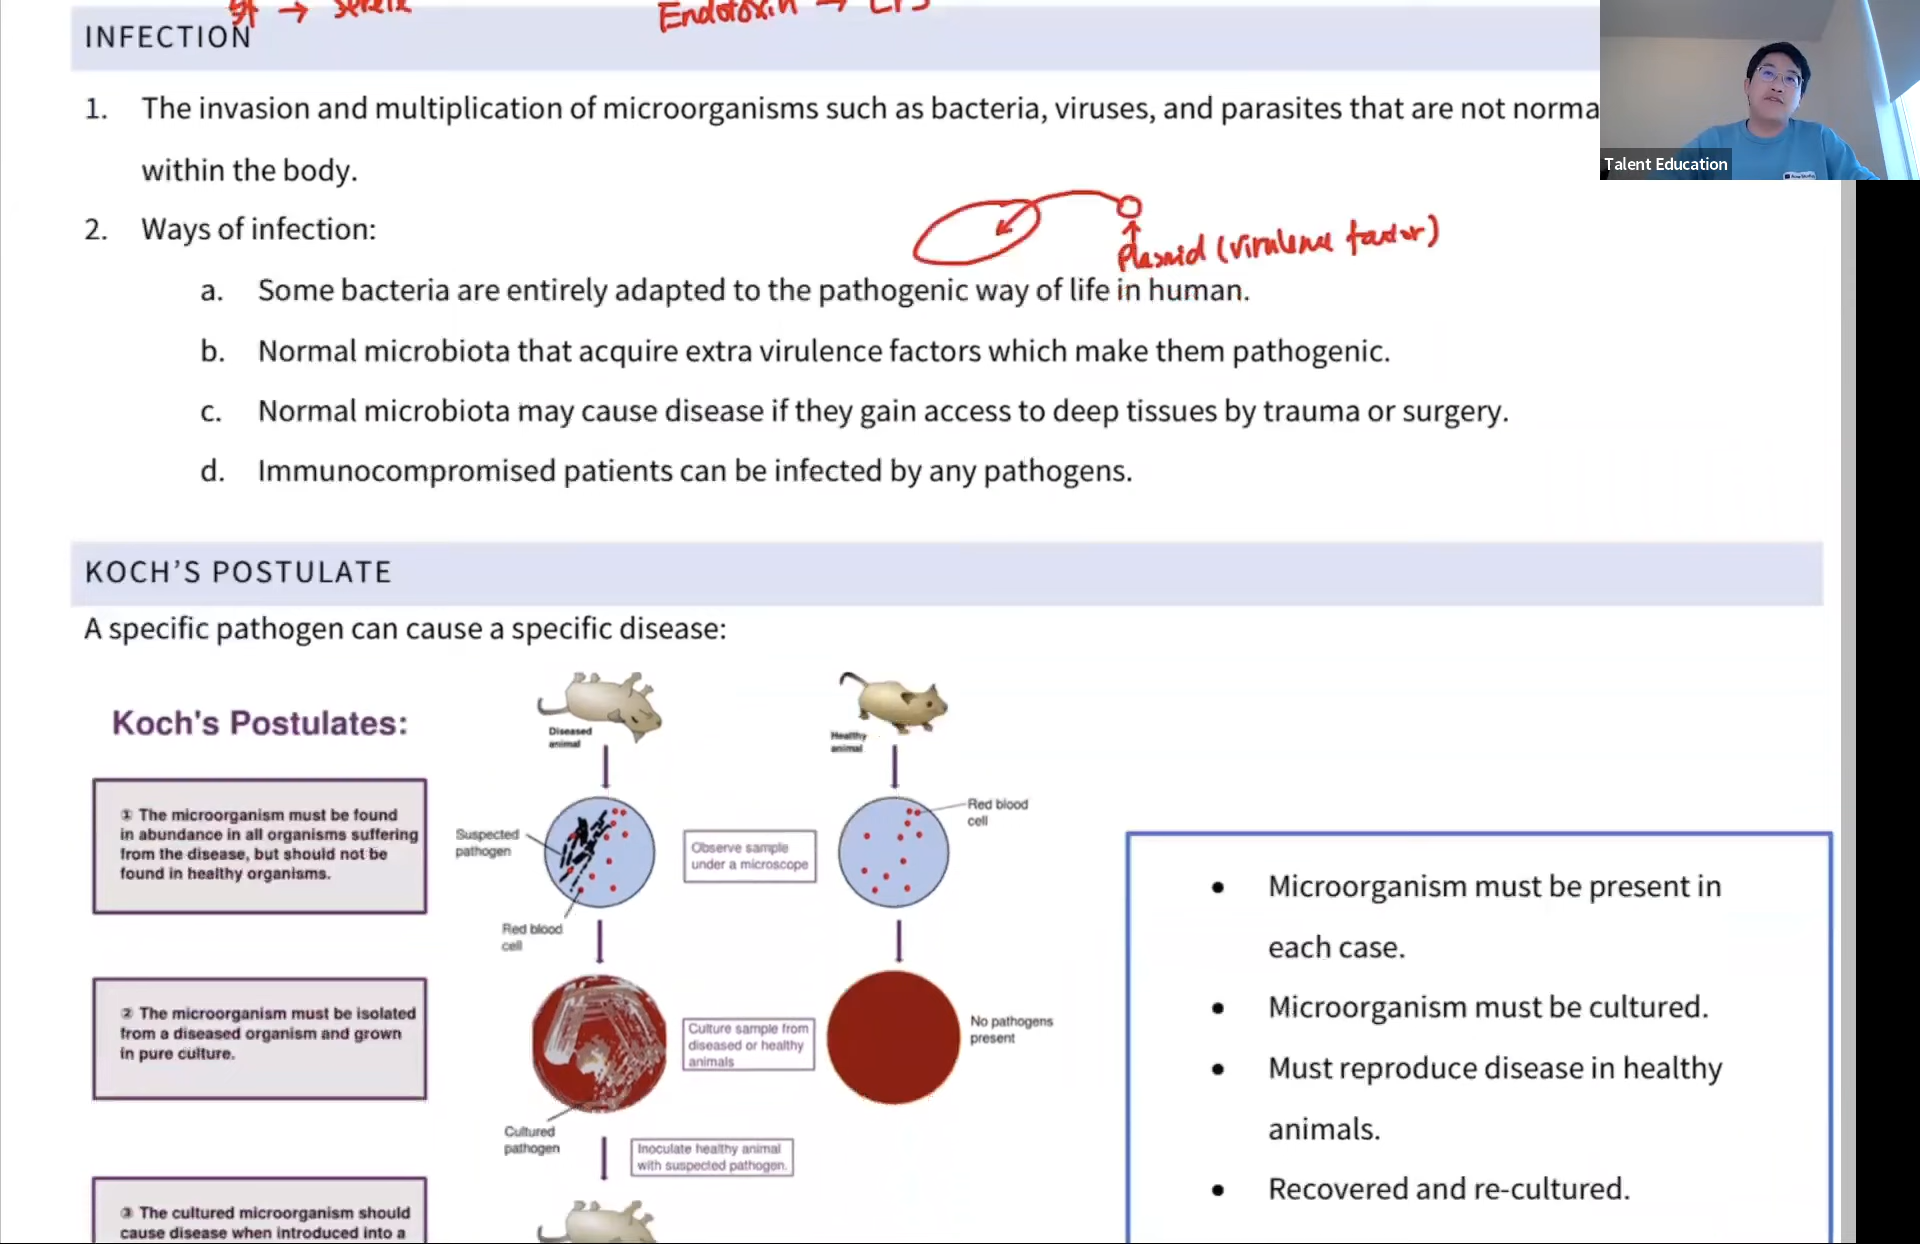 Endotoxin → LPS
INFECTION
1. The invasion and multiplication of microorganisms such as bacteria, viruses, and parasites that are not norma
within the body.
Talent Education
2. Ways of infection:
Plasmid (virulence factor)
a. Some bacteria are entirely adapted to the pathogenic way of life in human.
b. Normal microbiota that acquire extra virulence factors which make them pathogenic.
c. Normal microbiota may cause disease if they gain access to deep tissues by trauma or surgery.
d. Immunocompromised patients can be infected by any pathogens.
KOCH’S POSTULATE
A specific pathogen can cause a specific disease:
Koch's Postulates:
Diseased
animal
Healthy
animal
① The microorganism must be found
in abundance in all organisms suffering
from the disease, but should not be
found in healthy organisms.
Suspected
pathogen
Red blood
cell
Observe sample
under a microscope
Red blood
cell
② The microorganism must be isolated
from a diseased organism and grown
in pure culture.
Culture sample from
diseased or healthy
animals
No pathogens
present
Cultured
pathogen
Inoculate healthy animal
with suspected pathogen.
③ The cultured microorganism should
cause disease when introduced into a
• Microorganism must be present in
each case.
• Microorganism must be cultured.
• Must reproduce disease in healthy
animals.
• Recovered and re-cultured.